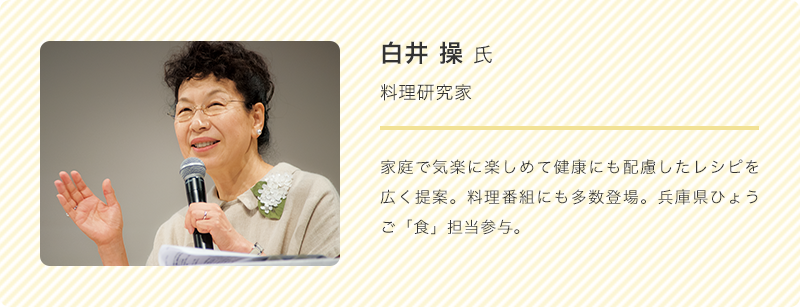 白井 操 氏
料理研究家
家庭で気楽に楽しめて健康にも配慮したレシピを
広く提案。料理番組にも多数登場。兵庫県ひょう
ご「食」担当参与。